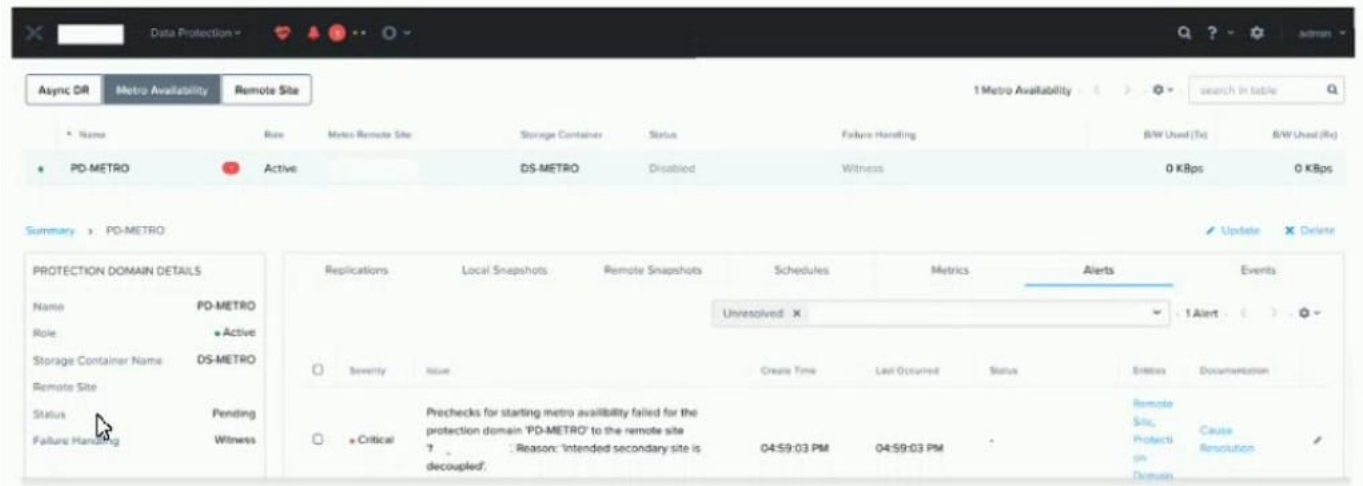 Data Protection
admin
Async DR Metro Availability Remote Site 1 Metro Availability search in table
Name Role Metro Remote Site Storage Container Status Failure Handling B/W Used (Tx) B/W Used (Rx)
PD-METRO Active DS-METRO Disabled Witness 0 KBps 0 KBps
Summary > PD-METRO Update Delete
PROTECTION DOMAIN DETAILS
Name PD-METRO
Role Active
Storage Container Name DS-METRO
Remote Site
Status Pending
Failure Handling Witness
Replications Local Snapshots Remote Snapshots Schedules Metrics Alerts Events
Unresolved 1 Alert
Severity Issue Create Time Last Occurred Status Entities Documentation
Critical
Prechecks for starting metro availibility failed for the
protection domain 'PD-METRO' to the remote site
? . : Reason: 'Intended secondary site is
decoupled'.
04:59:03 PM 04:59:03 PM -
Remote
Site,
Protecti
on
Domain
Cause
Resolution